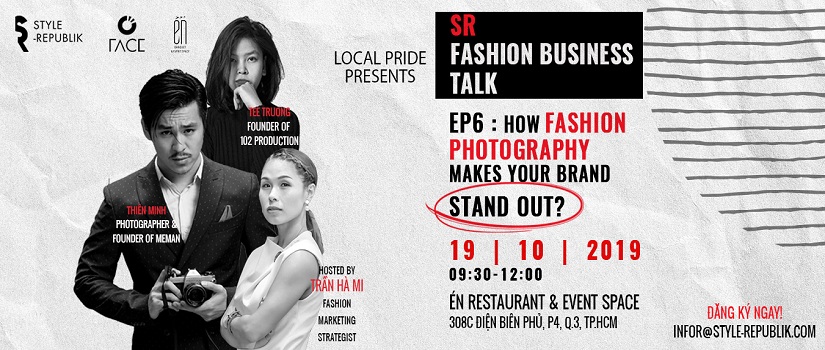 STYLE
-REPUBLIK
FACE
én
LOCAL PRIDE
PRESENTS
SR
FASHION BUSINESS
TALK
EP6 : HOW FASHION
PHOTOGRAPHY
MAKES YOUR BRAND
STAND OUT?
19 | 10 | 2019
09:30-12:00
ÉN RESTAURANT & EVENT SPACE
308C ĐIỆN BIÊN PHỦ, P4, Q.3, TP.HCM
TEE TRUONG
FOUNDER OF
102 PRODUCTION
THIÊN MINH
PHOTOGRAPHER &
FOUNDER OF MEMAN
HOSTED BY
TRẦN HÀ MI
FASHION
MARKETING
STRATEGIST
ĐĂNG KÝ NGAY!
INFOR@STYLE-REPUBLIK.COM